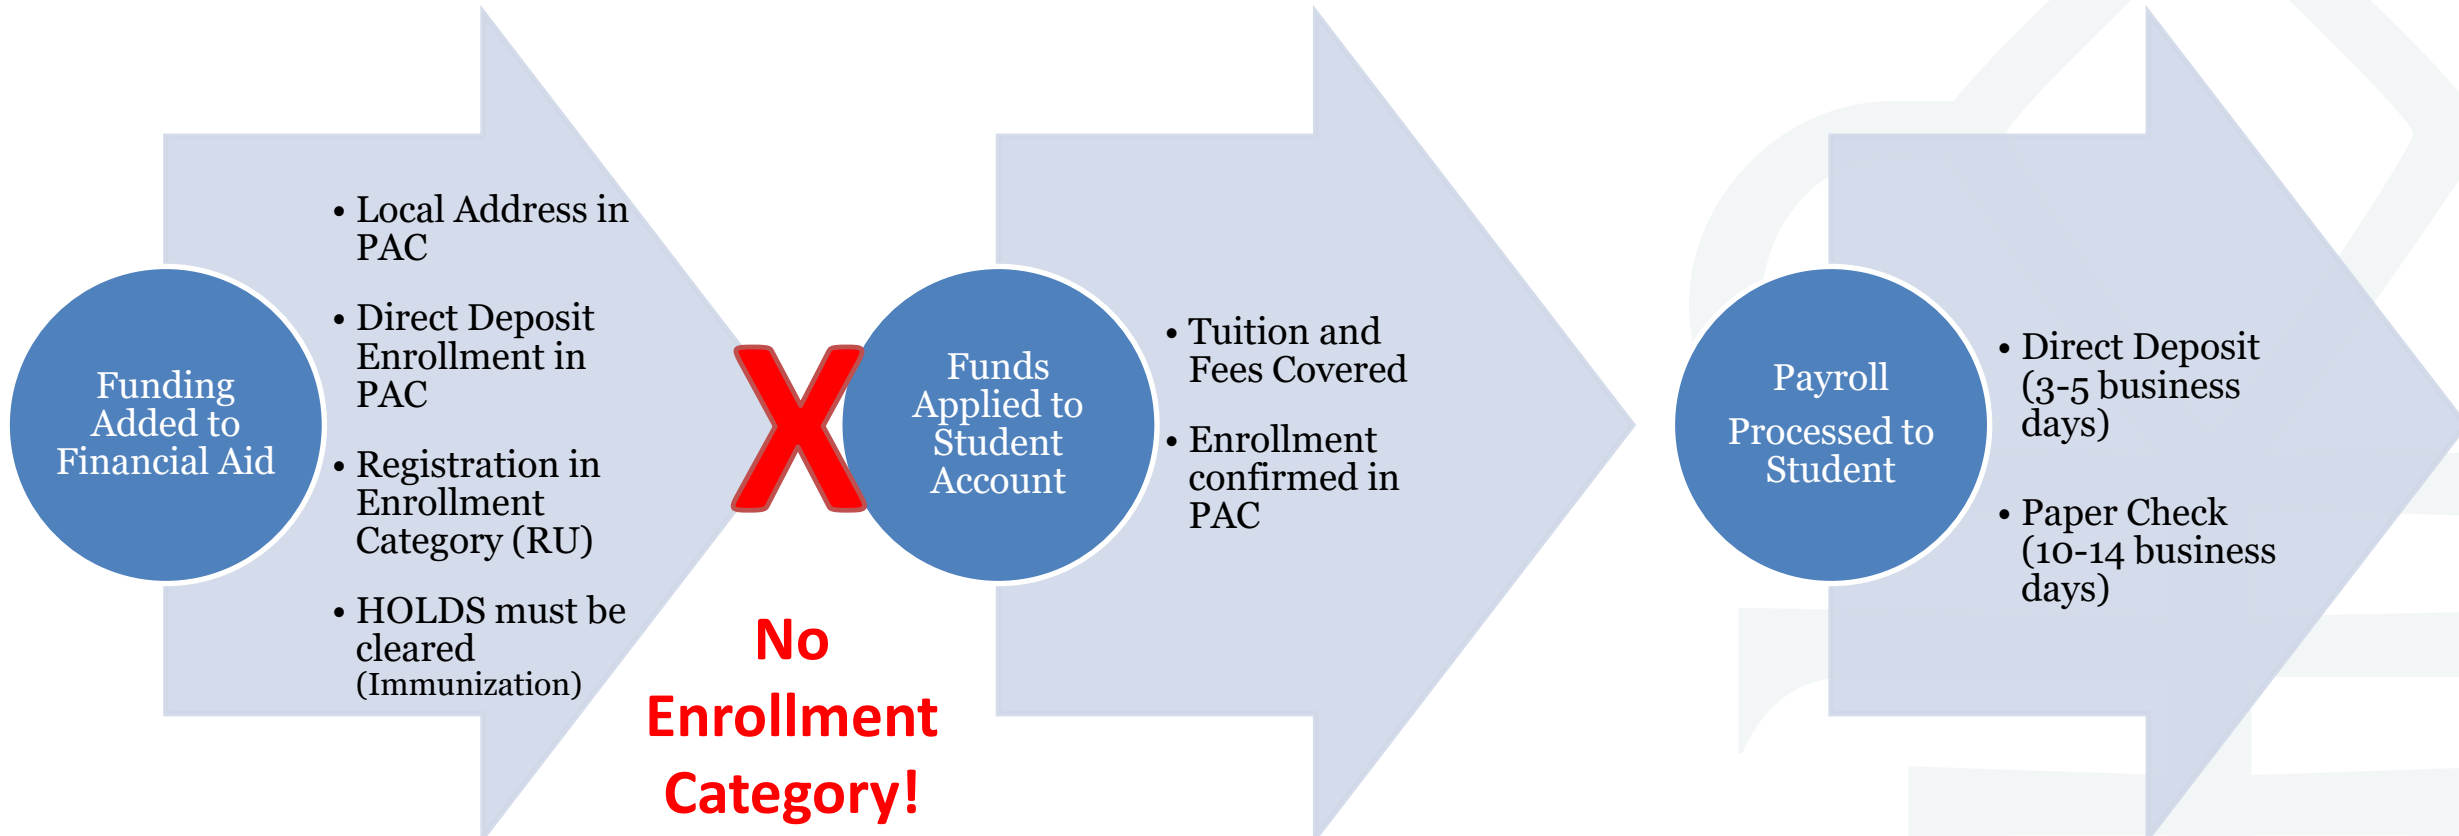 Funding
Added to
Financial Aid
• Local Address in
PAC
• Direct Deposit
Enrollment in
PAC
• Registration in
Enrollment
Category (RU)
• HOLDS must be
cleared
(Immunization)
X
No
Enrollment
Category!
Funds
Applied to
Student
Account
• Tuition and
Fees Covered
• Enrollment
confirmed in
PAC
Payroll
Processed to
Student
• Direct Deposit
(3-5 business
days)
• Paper Check
(10-14 business
days)